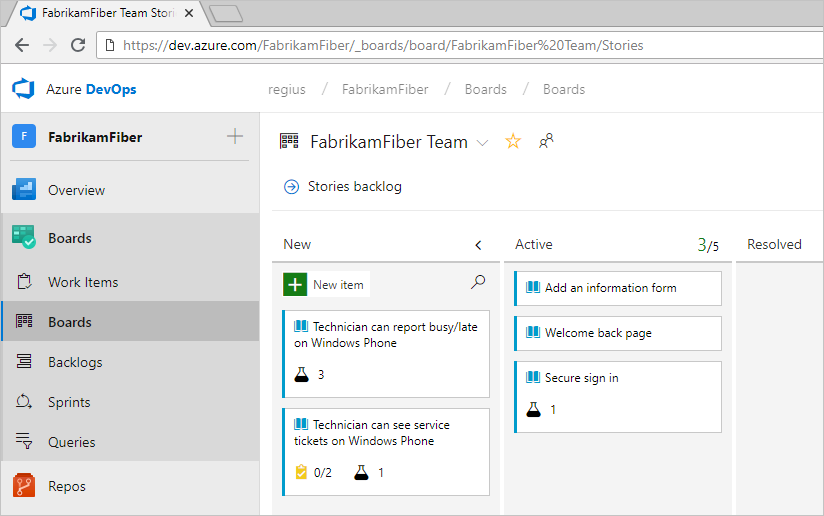 FabrikamFiber Team Stori
https://dev.azure.com/FabrikamFiber/_boards/board/FabrikamFiber%20Team/Stories
Azure DevOps
regius / FabrikamFiber / Boards / Boards
F FabrikamFiber
FabrikamFiber Team
Overview
Stories backlog
Boards
Work Items
Boards
Backlogs
Sprints
Queries
Repos
New
New item
Technician can report busy/late
on Windows Phone
3
Technician can see service
tickets on Windows Phone
0/2 1
Active 3/5
Add an information form
Welcome back page
Secure sign in
1
Resolved